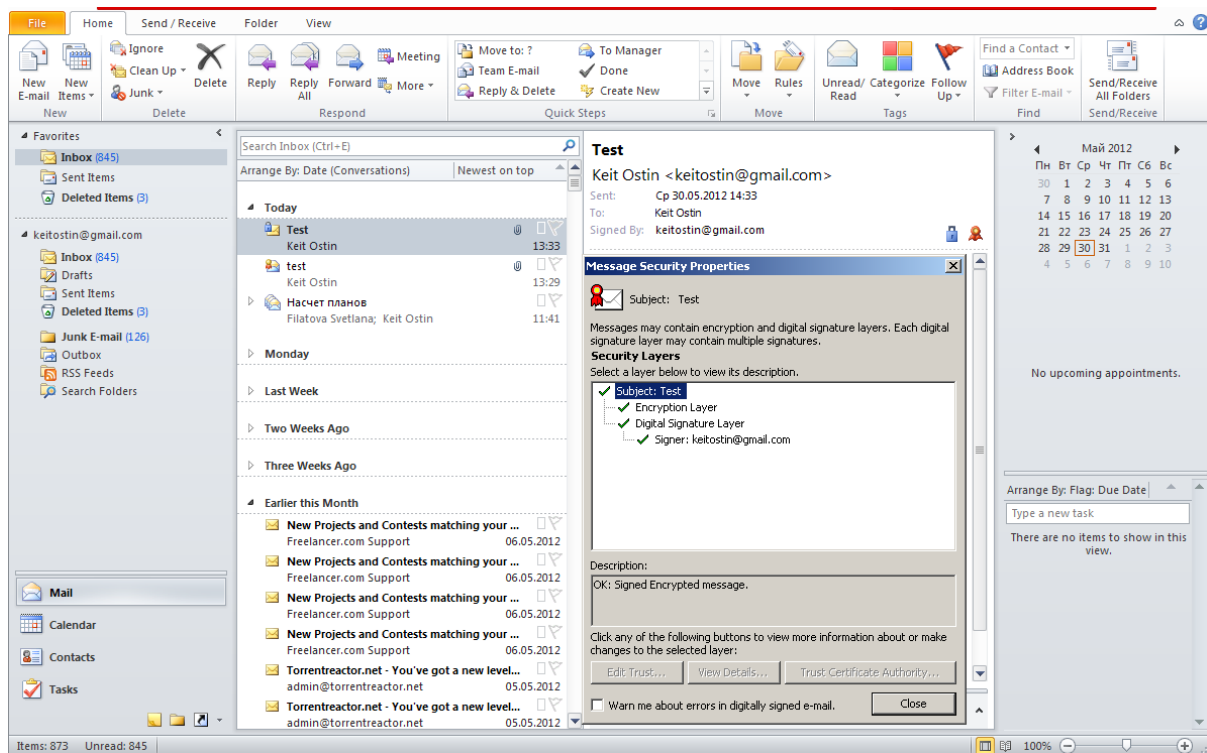 File Home Send / Receive Folder View
New E-mail
New Items
New
Ignore
Clean Up
Junk
Delete
Delete
Reply
Reply All
Forward
Meeting
More
Respond
Move to: ?
Team E-mail
Reply & Delete
To Manager
Done
Create New
Quick Steps
Move
Rules
Move
Unread/ Read
Categorize
Follow Up
Tags
Find a Contact
Address Book
Filter E-mail
Find
Send/Receive All Folders
Send/Receive
Favorites
Inbox (845)
Sent Items
Deleted Items (3)
keitostin@gmail.com
Inbox (845)
Drafts
Sent Items
Deleted Items (3)
Junk E-mail (126)
Outbox
RSS Feeds
Search Folders
Mail
Calendar
Contacts
Tasks
Search Inbox (Ctrl+E)
Arrange By: Date (Conversations) Newest on top
Today
Test
Keit Ostin 13:33
test
Keit Ostin 13:29
Насчет планов
Filatova Svetlana; Keit Ostin 11:41
Monday
Last Week
Two Weeks Ago
Three Weeks Ago
Earlier this Month
New Projects and Contests matching your ...
Freelancer.com Support 06.05.2012
New Projects and Contests matching your ...
Freelancer.com Support 06.05.2012
New Projects and Contests matching your ...
Freelancer.com Support 06.05.2012
New Projects and Contests matching your ...
Freelancer.com Support 06.05.2012
Torrentreactor.net - You've got a new level...
admin@torrentreactor.net 05.05.2012
Torrentreactor.net - You've got a new level...
admin@torrentreactor.net 05.05.2012
Test
Keit Ostin <keitostin@gmail.com>
Sent: Ср 30.05.2012 14:33
To: Keit Ostin
Signed By: keitostin@gmail.com
Message Security Properties
Subject: Test
Messages may contain encryption and digital signature layers. Each digital
signature layer may contain multiple signatures.
Security Layers
Select a layer below to view its description.
Subject: Test
Encryption Layer
Digital Signature Layer
Signer: keitostin@gmail.com
Description:
OK: Signed Encrypted message.
Click any of the following buttons to view more information about or make
changes to the selected layer:
Edit Trust... View Details... Trust Certificate Authority...
Warn me about errors in digitally signed e-mail. Close
Май 2012
Пн Вт Ср Чт Пт Сб Вс
30 1 2 3 4 5 6
7 8 9 10 11 12 13
14 15 16 17 18 19 20
21 22 23 24 25 26 27
28 29 30 31 1 2 3
4 5 6 7 8 9 10
No upcoming appointments.
Arrange By: Flag: Due Date
Type a new task
There are no items to show in this
view.
Items: 873 Unread: 845 100%